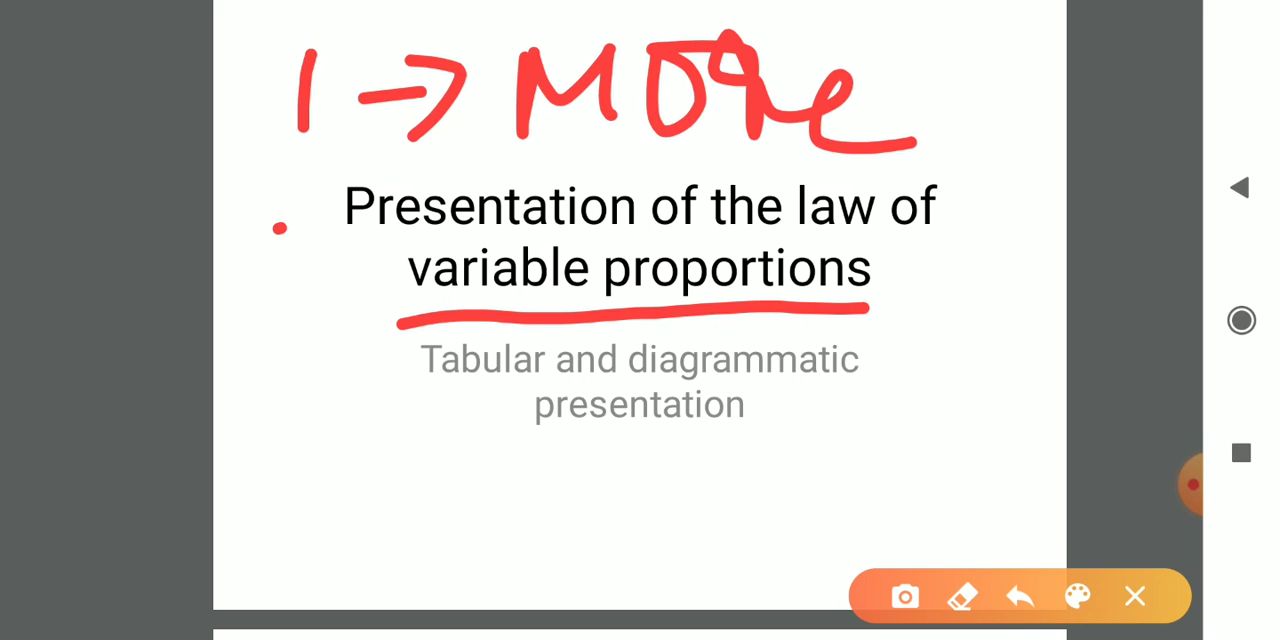 1 → MORe
Presentation of the law of
variable proportions
Tabular and diagrammatic
presentation